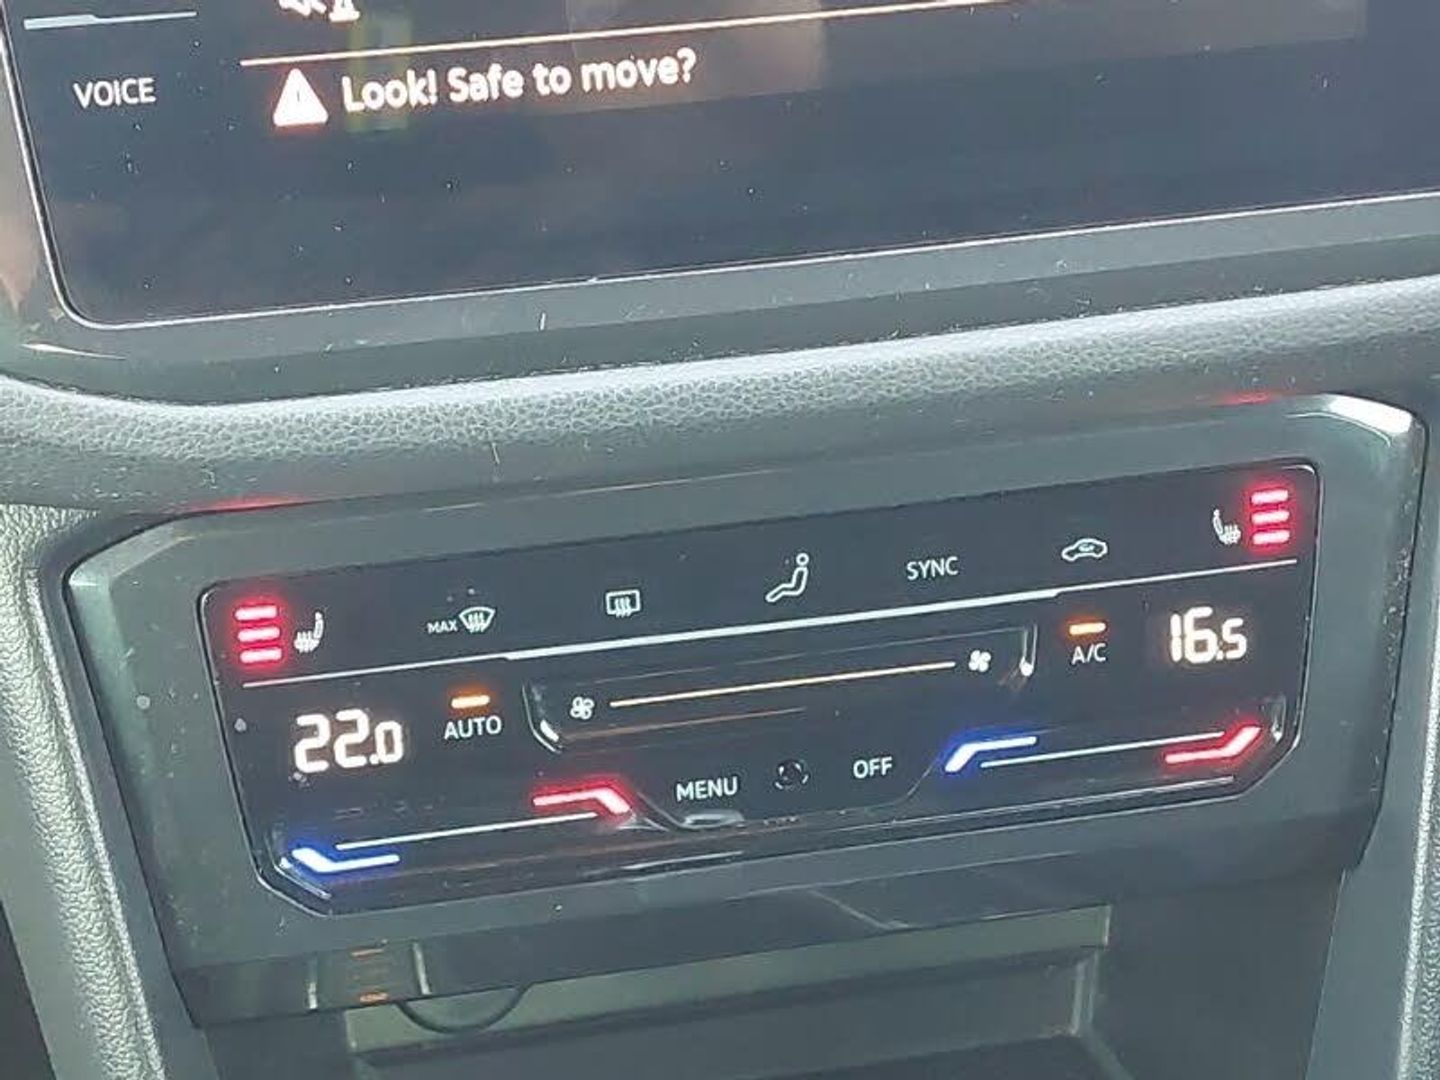 VOICE
Look! Safe to move?
MAX
SYNC
22.0
AUTO
A/C
16.5
MENU
OFF